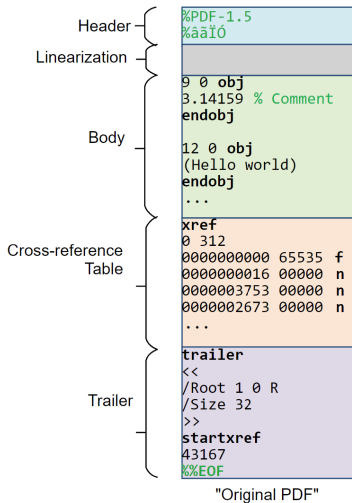 Header
%PDF-1.5
%âãÏÓ
Linearization
Body
9 0 obj
3.14159 % Comment
endobj
12 0 obj
(Hello world)
endobj
...
Cross-reference
Table
xref
0 312
0000000000 65535 f
0000000016 00000 n
0000003753 00000 n
0000002673 00000 n
...
Trailer
trailer
<<
/Root 1 0 R
/Size 32
>>
startxref
43167
%%EOF
"Original PDF"